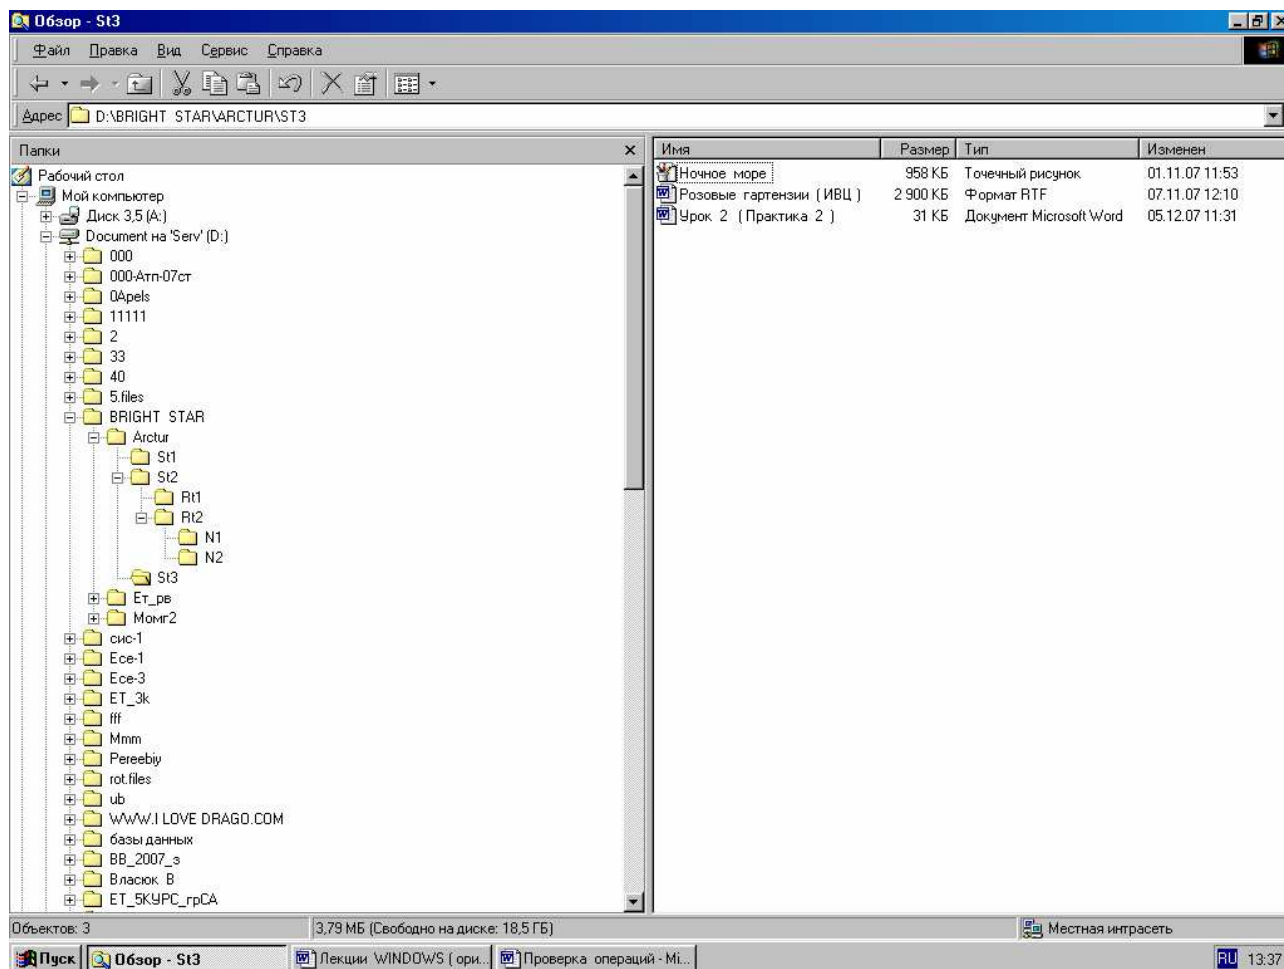 Обзор - St3
Файл Правка Вид Сервис Справка
Адрес D:\BRIGHT STAR\ARCTUR\ST3
Папки
Рабочий стол
Мой компьютер
Диск 3,5 (A:)
Document на 'Serv' (D:)
000
000-Атп-07ст
0Apels
11111
2
33
40
5.files
BRIGHT STAR
Arctur
St1
St2
Rt1
Rt2
N1
N2
St3
Ет_рв
Момг2
сис-1
Ece-1
Ece-3
ET_3k
fff
Mmm
Pereebiy
rot.files
ub
WWW.I LOVE DRAGO.COM
базы данных
BB_2007_з
Власюк В
ET_5КУРС_грСА
Имя Размер Тип Изменен
Ночное море 958 КБ Точечный рисунок 01.11.07 11:53
Розовые гартензии (ИВЦ) 2 900 КБ Формат RTF 07.11.07 12:10
Урок 2 (Практика 2) 31 КБ Документ Microsoft Word 05.12.07 11:31
Объектов: 3 3,79 МБ (Свободно на диске: 18,5 ГБ) Местная интрасеть
Пуск Обзор - St3 Лекции WINDOWS (ори... Проверка операций - Mi... RU 13:37